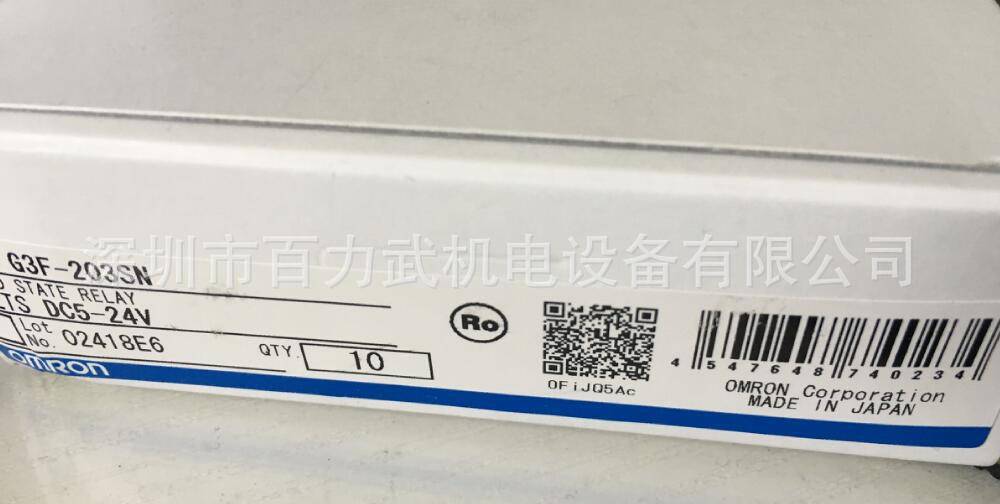 深圳市百力武机电设备有限公司
G3F-203SN
STATE RELAY
DC5-24V
Lot No. 02418E6
QTY. 10
OMRON
Ro
0FiJQ5Ac
4 547648 740234
OMRON Corporation
MADE IN JAPAN